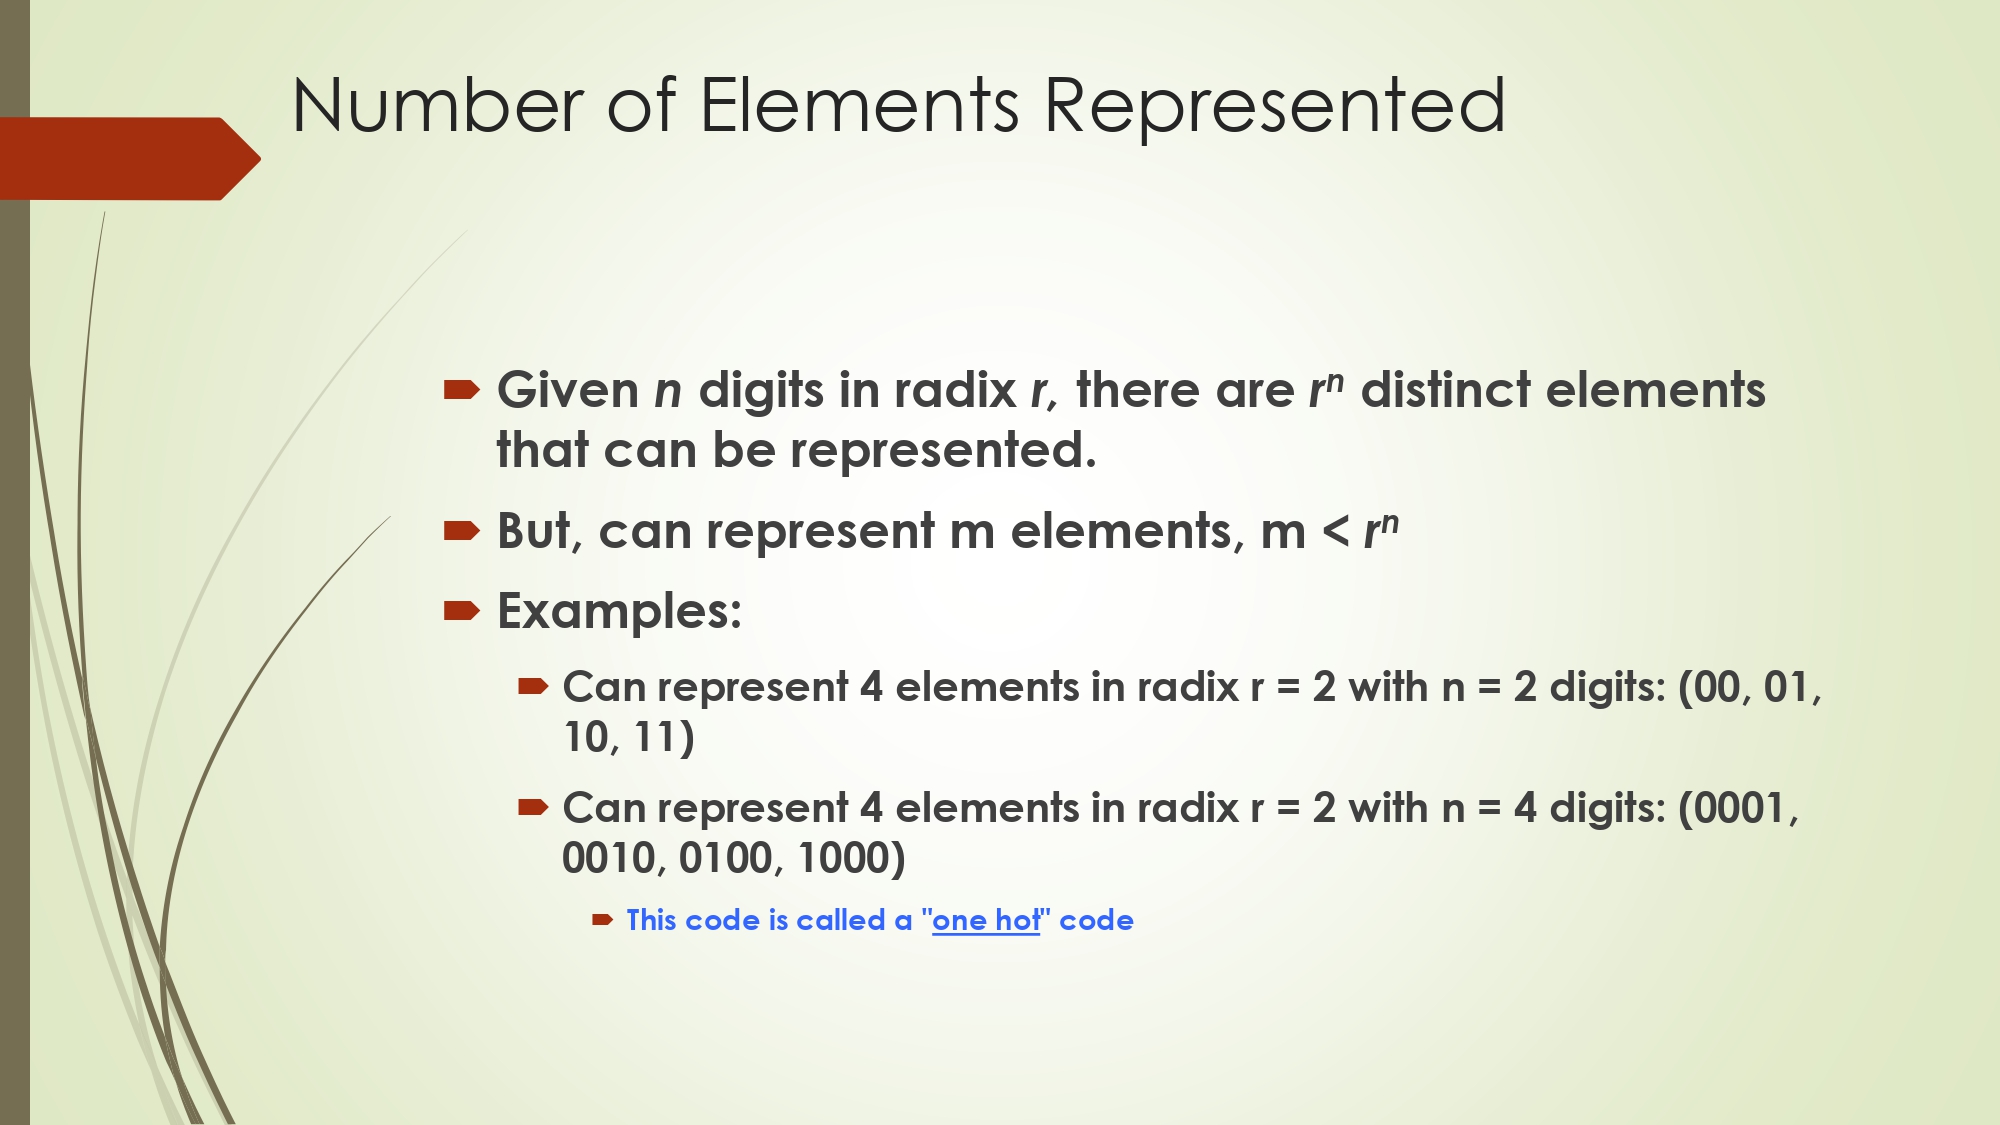 Number of Elements Represented
Given n digits in radix r, there are rⁿ distinct elements
that can be represented.
But, can represent m elements, m < rⁿ
Examples:
Can represent 4 elements in radix r = 2 with n = 2 digits: (00, 01,
10, 11)
Can represent 4 elements in radix r = 2 with n = 4 digits: (0001,
0010, 0100, 1000)
This code is called a "one hot" code